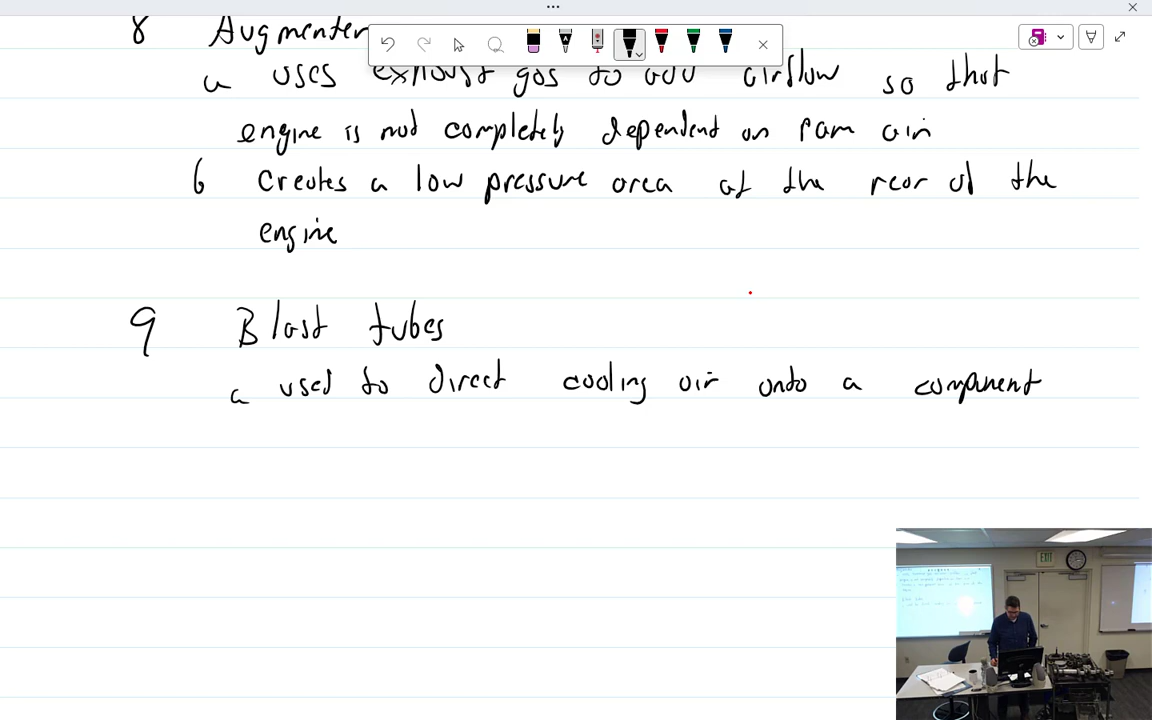 8 Augmenter
a uses exhaust gas to add airflow so that
engine is not completely dependent on ram air
b creates a low pressure area at the rear of the
engine
9 Blast tubes
a used to direct cooling air onto a component
EXIT